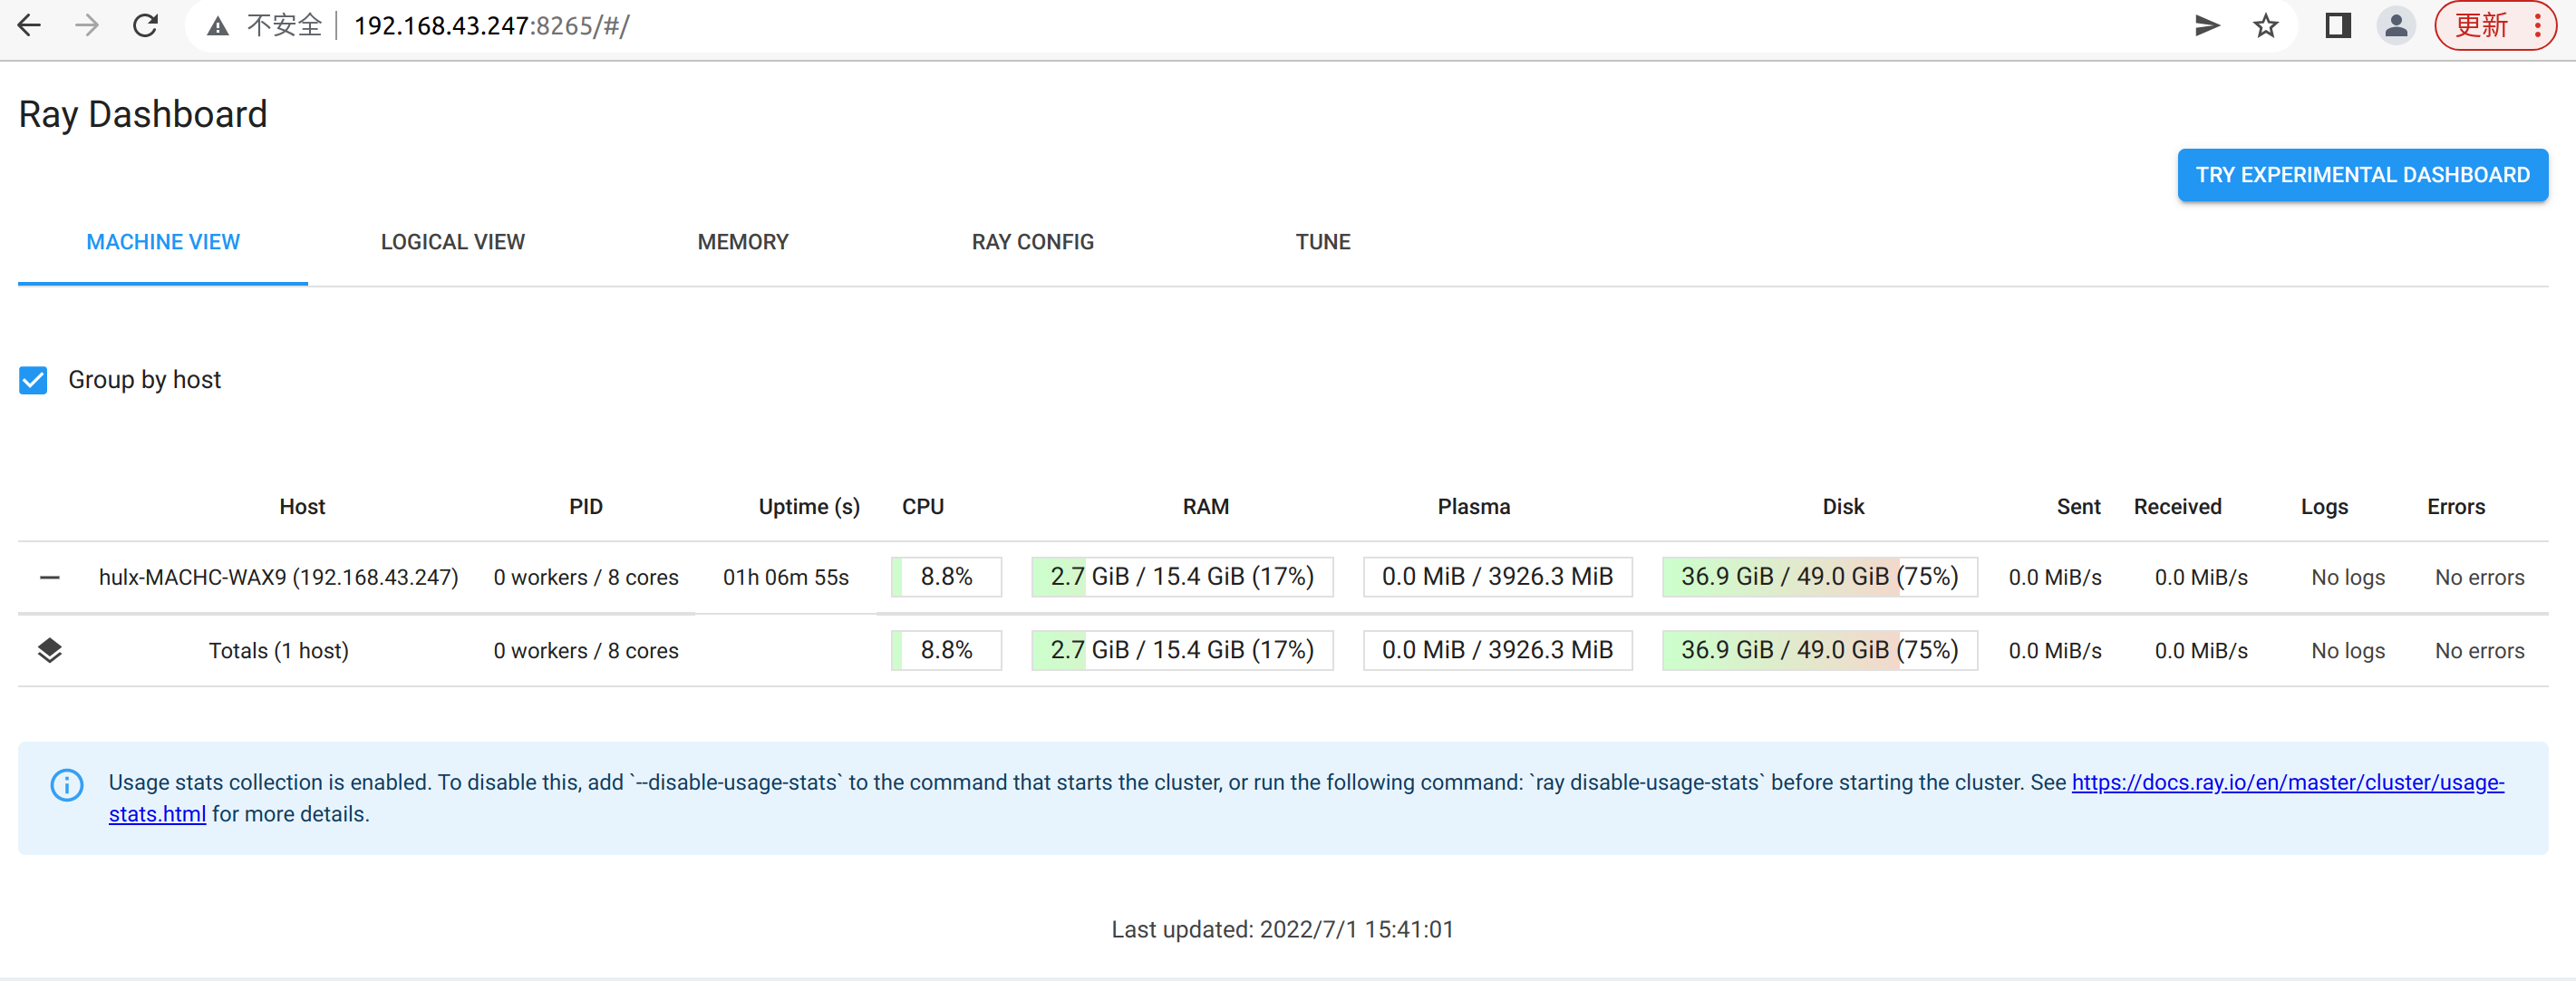 不安全 192.168.43.247:8265/#/ 更新
Ray Dashboard
TRY EXPERIMENTAL DASHBOARD
MACHINE VIEW LOGICAL VIEW MEMORY RAY CONFIG TUNE
Group by host
Host PID Uptime (s) CPU RAM Plasma Disk Sent Received Logs Errors
hulx-MACHC-WAX9 (192.168.43.247) 0 workers / 8 cores 01h 06m 55s 8.8% 2.7 GiB / 15.4 GiB (17%) 0.0 MiB / 3926.3 MiB 36.9 GiB / 49.0 GiB (75%) 0.0 MiB/s 0.0 MiB/s No logs No errors
Totals (1 host) 0 workers / 8 cores 8.8% 2.7 GiB / 15.4 GiB (17%) 0.0 MiB / 3926.3 MiB 36.9 GiB / 49.0 GiB (75%) 0.0 MiB/s 0.0 MiB/s No logs No errors
Usage stats collection is enabled. To disable this, add `--disable-usage-stats` to the command that starts the cluster, or run the following command: `ray disable-usage-stats` before starting the cluster. See https://docs.ray.io/en/master/cluster/usage-
stats.html for more details.
Last updated: 2022/7/1 15:41:01